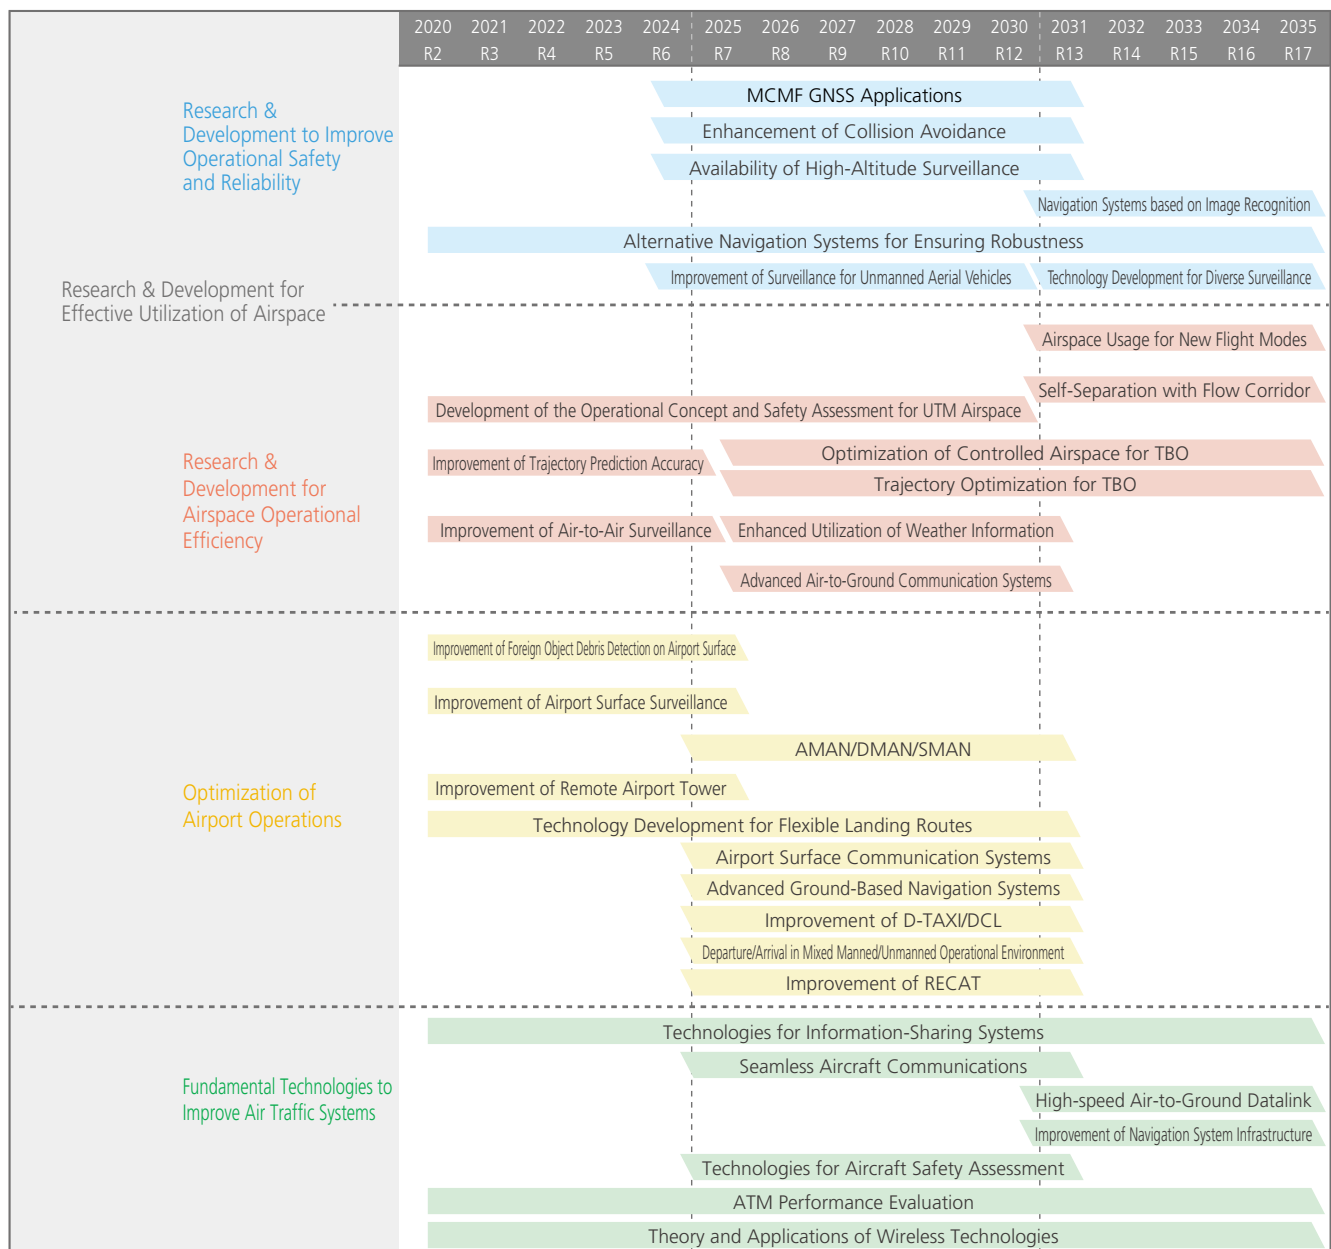 2020 2021 2022 2023 2024 2025 2026 2027 2028 2029 2030 2031 2032 2033 2034 2035
R2 R3 R4 R5 R6 R7 R8 R9 R10 R11 R12 R13 R14 R15 R16 R17
Research &
Development to Improve
Operational Safety
and Reliability
MCMF GNSS Applications
Enhancement of Collision Avoidance
Availability of High-Altitude Surveillance
Navigation Systems based on Image Recognition
Alternative Navigation Systems for Ensuring Robustness
Improvement of Surveillance for Unmanned Aerial Vehicles
Technology Development for Diverse Surveillance
Research & Development for
Effective Utilization of Airspace
Research &
Development for
Airspace Operational
Efficiency
Airspace Usage for New Flight Modes
Self-Separation with Flow Corridor
Development of the Operational Concept and Safety Assessment for UTM Airspace
Improvement of Trajectory Prediction Accuracy
Optimization of Controlled Airspace for TBO
Trajectory Optimization for TBO
Improvement of Air-to-Air Surveillance
Enhanced Utilization of Weather Information
Advanced Air-to-Ground Communication Systems
Optimization of
Airport Operations
Improvement of Foreign Object Debris Detection on Airport Surface
Improvement of Airport Surface Surveillance
AMAN/DMAN/SMAN
Improvement of Remote Airport Tower
Technology Development for Flexible Landing Routes
Airport Surface Communication Systems
Advanced Ground-Based Navigation Systems
Improvement of D-TAXI/DCL
Departure/Arrival in Mixed Manned/Unmanned Operational Environment
Improvement of RECAT
Fundamental Technologies to
Improve Air Traffic Systems
Technologies for Information-Sharing Systems
Seamless Aircraft Communications
High-speed Air-to-Ground Datalink
Improvement of Navigation System Infrastructure
Technologies for Aircraft Safety Assessment
ATM Performance Evaluation
Theory and Applications of Wireless Technologies